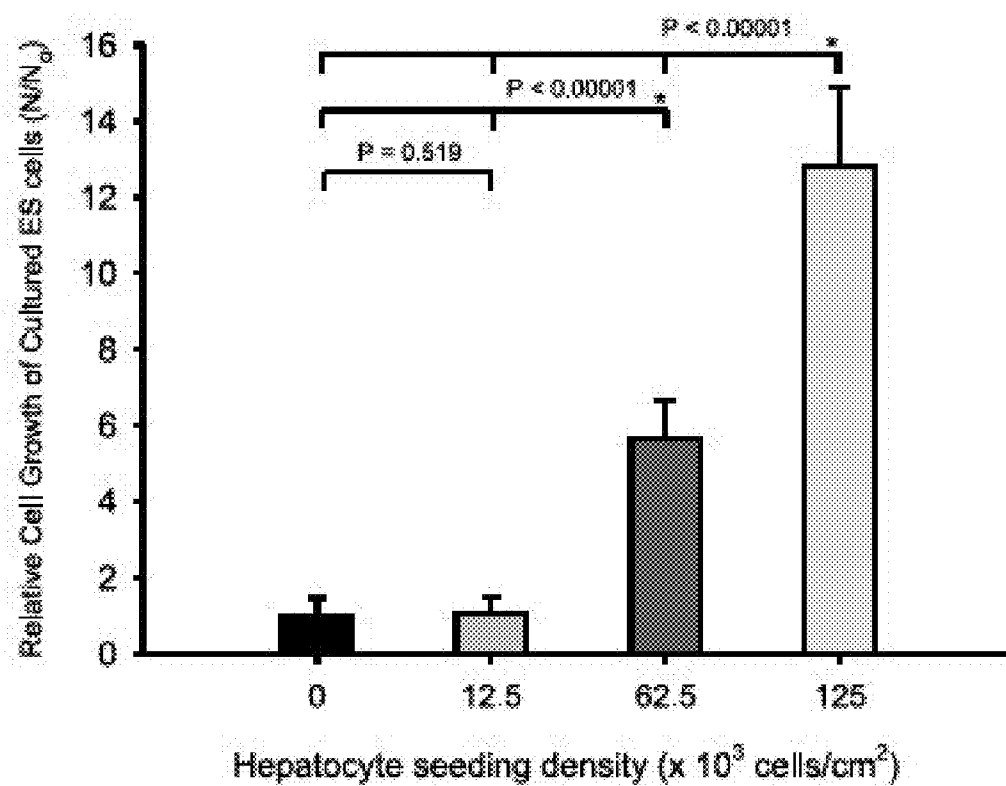 P < 0.00001
*
P < 0.00001
*
P = 0.519
Relative Cell Growth of Cultured ES cells (N/N₀)
16
14
12
10
8
6
4
2
0
0 12.5 62.5 125
Hepatocyte seeding density (x 10³ cells/cm²)